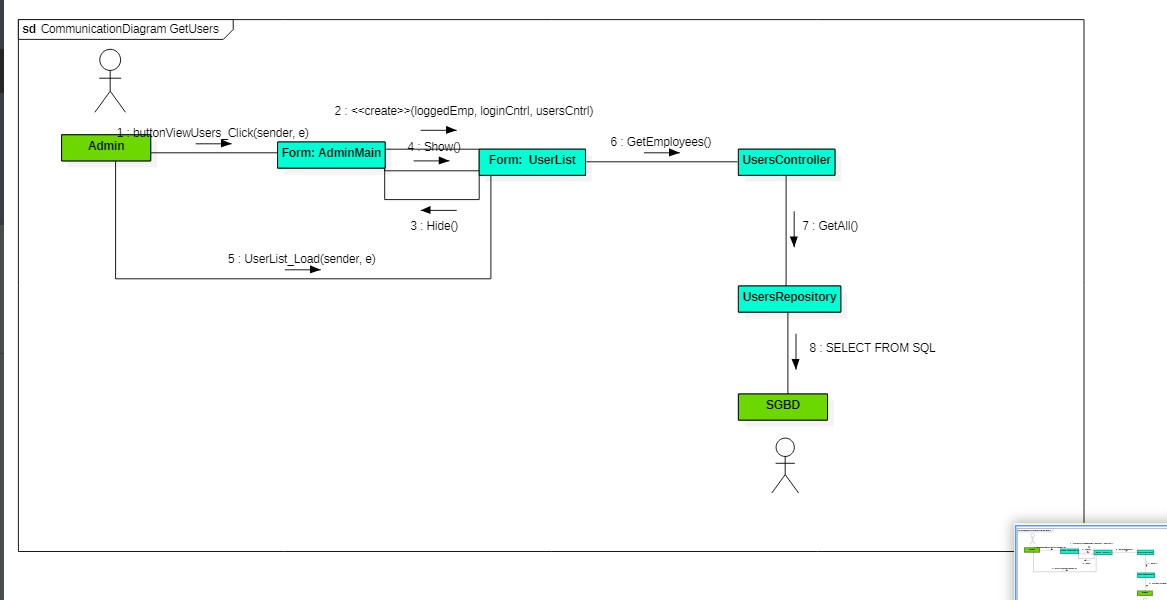 sd CommunicationDiagram GetUsers
2 : <<create>>(loggedEmp, loginCntrl, usersCntrl)
1 : buttonViewUsers_Click(sender, e)
Admin
Form: AdminMain
4 : Show()
Form: UserList
6 : GetEmployees()
UsersController
3 : Hide()
7 : GetAll()
5 : UserList_Load(sender, e)
UsersRepository
8 : SELECT FROM SQL
SGBD